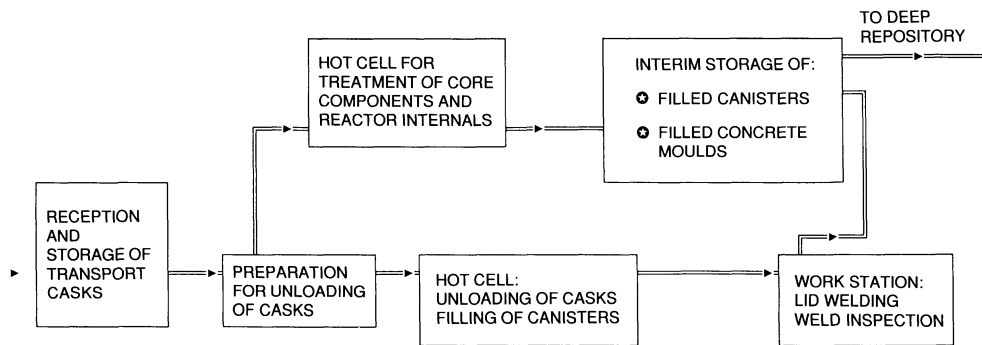 TO DEEP
REPOSITORY
HOT CELL FOR
TREATMENT OF CORE
COMPONENTS AND
REACTOR INTERNALS
INTERIM STORAGE OF:
✪ FILLED CANISTERS
✪ FILLED CONCRETE
MOULDS
RECEPTION
AND
STORAGE OF
TRANSPORT
CASKS
PREPARATION
FOR UNLOADING
OF CASKS
HOT CELL:
UNLOADING OF CASKS
FILLING OF CANISTERS
WORK STATION:
LID WELDING
WELD INSPECTION